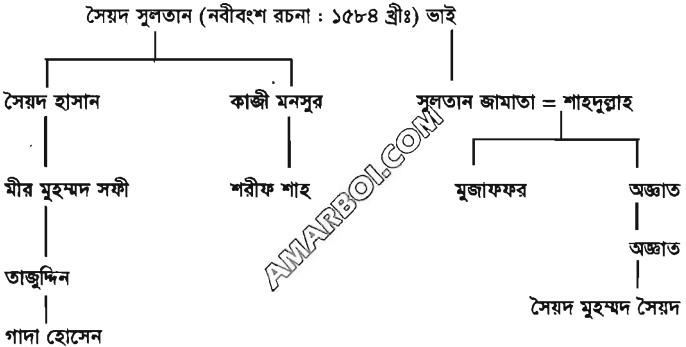 সৈয়দ সুলতান (নবীবংশ রচনা : ১৫৮৪ খ্রীঃ) ভাই
সৈয়দ হাসান কাজী মনসুর সুলতান জামাতা = শাহদুল্লাহ
মীর মুহম্মদ সফী শরীফ শাহ মুজাফফর অজ্ঞাত
অজ্ঞাত
তাজুদ্দিন
সৈয়দ মুহম্মদ সৈয়দ
গাদা হোসেন
AMARBOI.COM